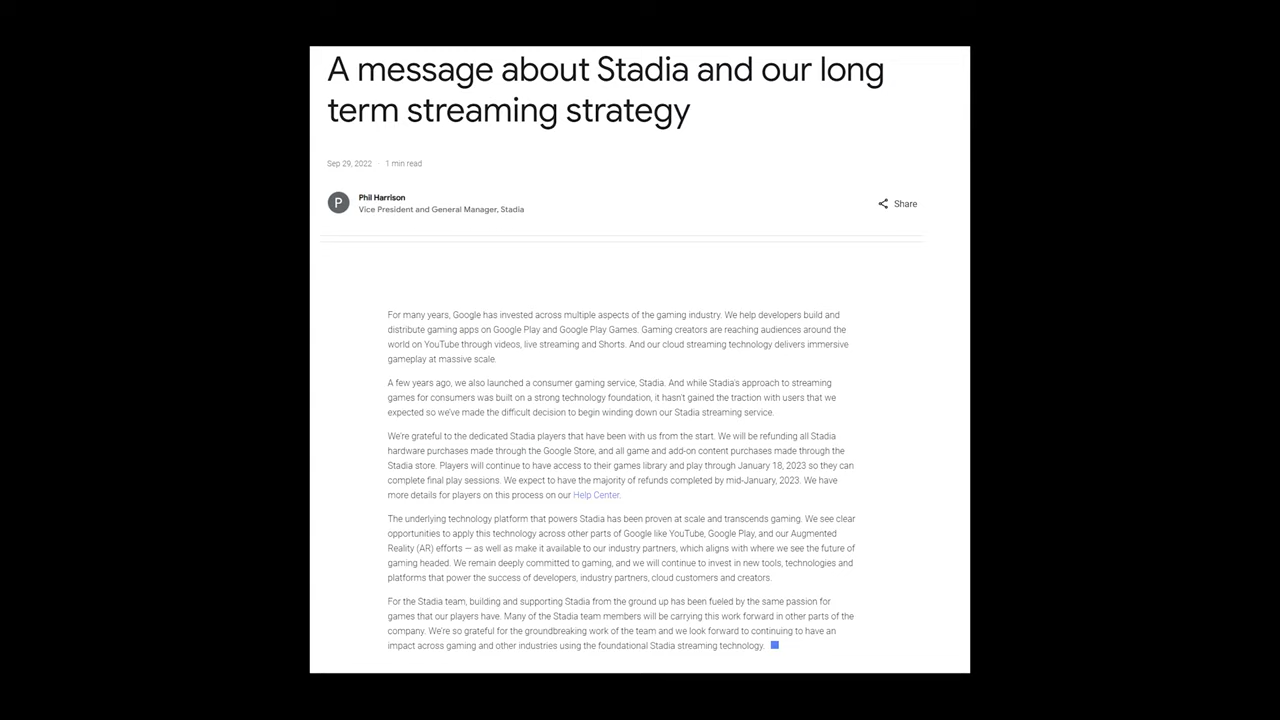 A message about Stadia and our long
term streaming strategy
Sep 29, 2022 · 1 min read
P
Phil Harrison
Vice President and General Manager, Stadia
Share
For many years, Google has invested across multiple aspects of the gaming industry. We help developers build and
distribute gaming apps on Google Play and Google Play Games. Gaming creators are reaching audiences around the
world on YouTube through videos, live streaming and Shorts. And our cloud streaming technology delivers immersive
gameplay at massive scale.
A few years ago, we also launched a consumer gaming service, Stadia. And while Stadia's approach to streaming
games for consumers was built on a strong technology foundation, it hasn't gained the traction with users that we
expected so we've made the difficult decision to begin winding down our Stadia streaming service.
We're grateful to the dedicated Stadia players that have been with us from the start. We will be refunding all Stadia
hardware purchases made through the Google Store, and all game and add-on content purchases made through the
Stadia store. Players will continue to have access to their games library and play through January 18, 2023 so they can
complete final play sessions. We expect to have the majority of refunds completed by mid-January, 2023. We have
more details for players on this process on our Help Center.
The underlying technology platform that powers Stadia has been proven at scale and transcends gaming. We see clear
opportunities to apply this technology across other parts of Google like YouTube, Google Play, and our Augmented
Reality (AR) efforts — as well as make it available to our industry partners, which aligns with where we see the future of
gaming headed. We remain deeply committed to gaming, and we will continue to invest in new tools, technologies and
platforms that power the success of developers, industry partners, cloud customers and creators.
For the Stadia team, building and supporting Stadia from the ground up has been fueled by the same passion for
games that our players have. Many of the Stadia team members will be carrying this work forward in other parts of the
company. We're so grateful for the groundbreaking work of the team and we look forward to continuing to have an
impact across gaming and other industries using the foundational Stadia streaming technology.